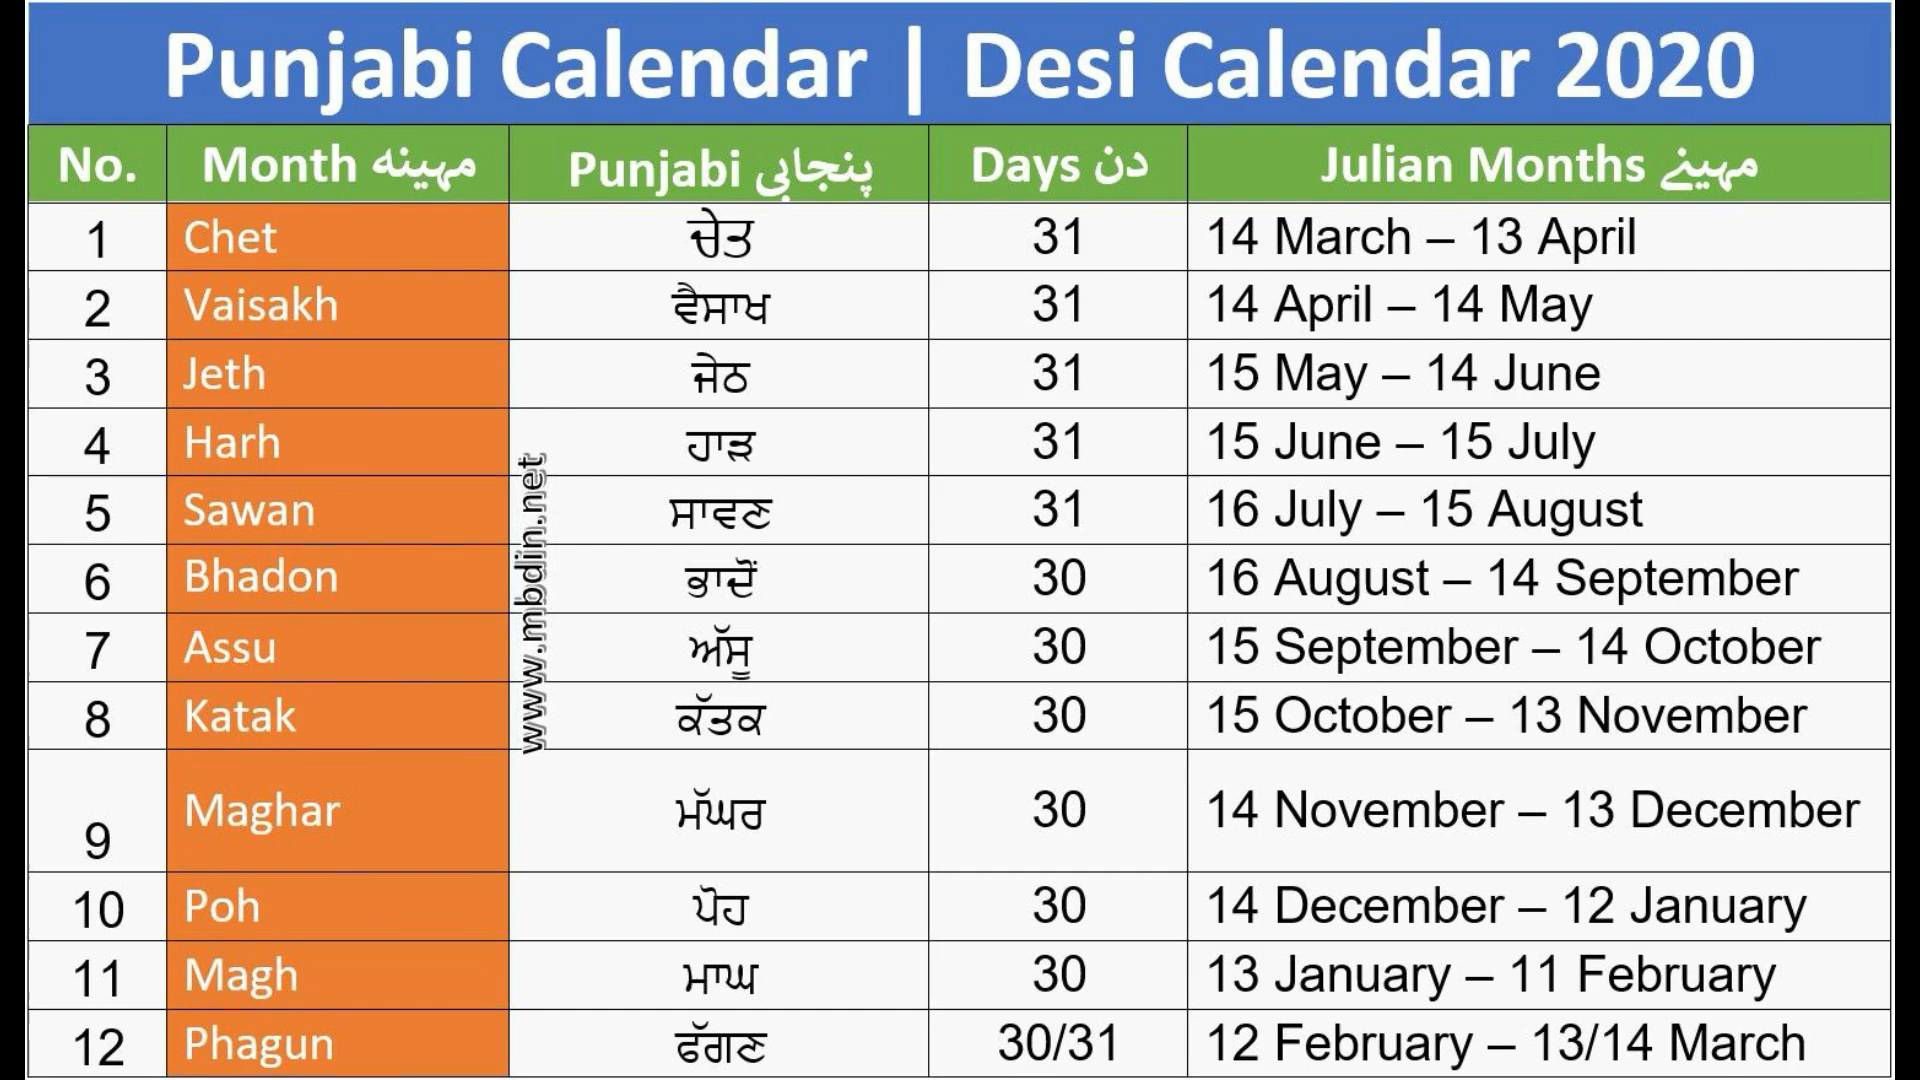 Punjabi Calendar | Desi Calendar 2020
No. Month مہینہ Punjabi پنجابی Days دن Julian Months مہینے
1 Chet ਚੇਤ 31 14 March – 13 April
2 Vaisakh ਵੈਸਾਖ 31 14 April – 14 May
3 Jeth ਜੇਠ 31 15 May – 14 June
4 Harh ਹਾੜ 31 15 June – 15 July
5 Sawan ਸਾਵਣ 31 16 July – 15 August
6 Bhadon ਭਾਦੋਂ 30 16 August – 14 September
7 Assu ਅੱਸੂ 30 15 September – 14 October
8 Katak ਕੱਤਕ 30 15 October – 13 November
9 Maghar ਮੱਘਰ 30 14 November – 13 December
10 Poh ਪੋਹ 30 14 December – 12 January
11 Magh ਮਾਘ 30 13 January – 11 February
12 Phagun ਫੱਗਣ 30/31 12 February – 13/14 March
www.mbdin.net